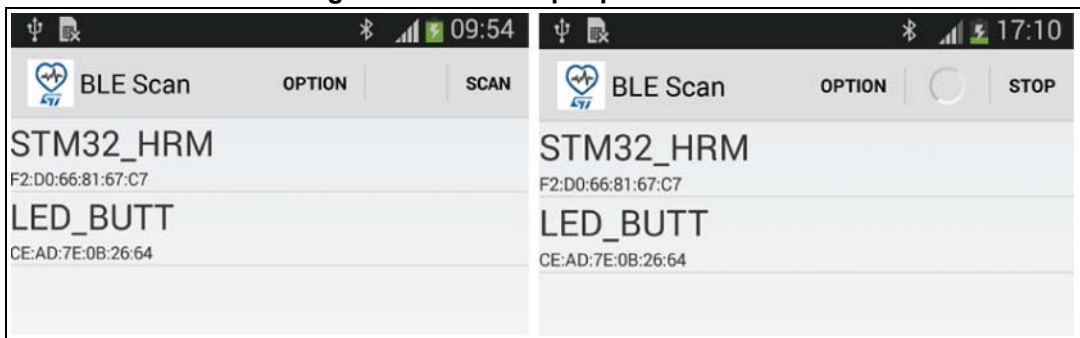 09:54
BLE Scan OPTION SCAN
STM32_HRM
F2:D0:66:81:67:C7
LED_BUTT
CE:AD:7E:0B:26:64
17:10
BLE Scan OPTION STOP
STM32_HRM
F2:D0:66:81:67:C7
LED_BUTT
CE:AD:7E:0B:26:64